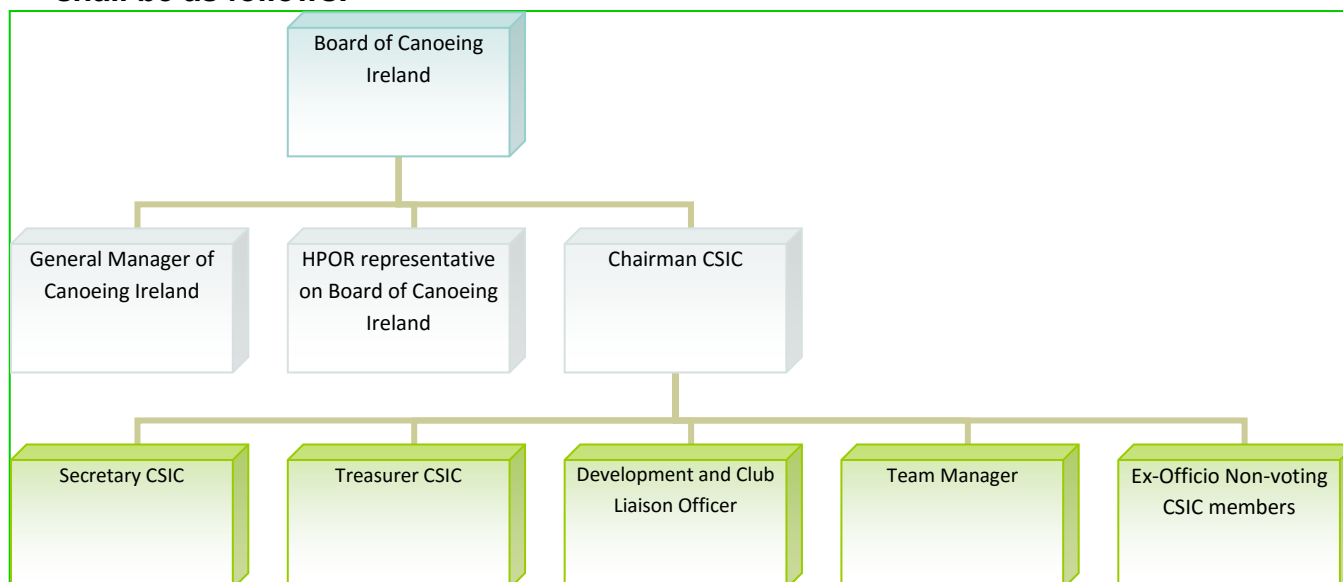 shall be as follows:
Board of Canoeing
Ireland
General Manager of
Canoeing Ireland
HPOR representative
on Board of Canoeing
Ireland
Chairman CSIC
Secretary CSIC
Treasurer CSIC
Development and Club
Liaison Officer
Team Manager
Ex-Officio Non-voting
CSIC members